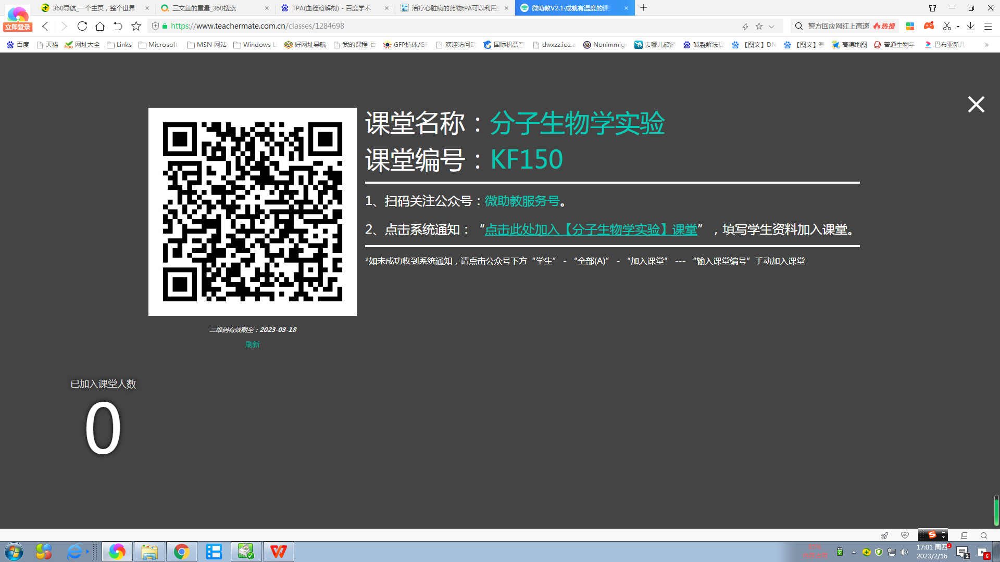 360导航_一个主页，整个世界
三文鱼的重量_360搜索
TPA(血栓溶解剂) - 百度学术
治疗心脏病的药物tPA可以利用
微助教V2.1·成就有温度的课
立即登录
https://www.teachermate.com.cn/classes/1284698
警方回应网红上高速
热搜
百度
天猫
网址大全
Links
Microsoft
MSN 网站
Windows L
好网址导航
我的课程-百
GFP抗体/GF
欢迎访问动
国际机票查
dwxzz.ioz.a
Nonimmig
去哪儿旅游
碱裂解法提
【图文】DN
【图文】基
高德地图
普通生物学
巴布亚新几
课堂名称：分子生物学实验
课堂编号：KF150
1、扫码关注公众号：微助教服务号。
2、点击系统通知：“点击此处加入【分子生物学实验】课堂”，填写学生资料加入课堂。
*如未成功收到系统通知，请点击公众号下方“学生” - “全部(A)” - “加入课堂” --- “输入课堂编号”手动加入课堂
二维码有效期至：2023-03-18
刷新
已加入课堂人数
0
17:01 周四
2023/2/16
1
2
6